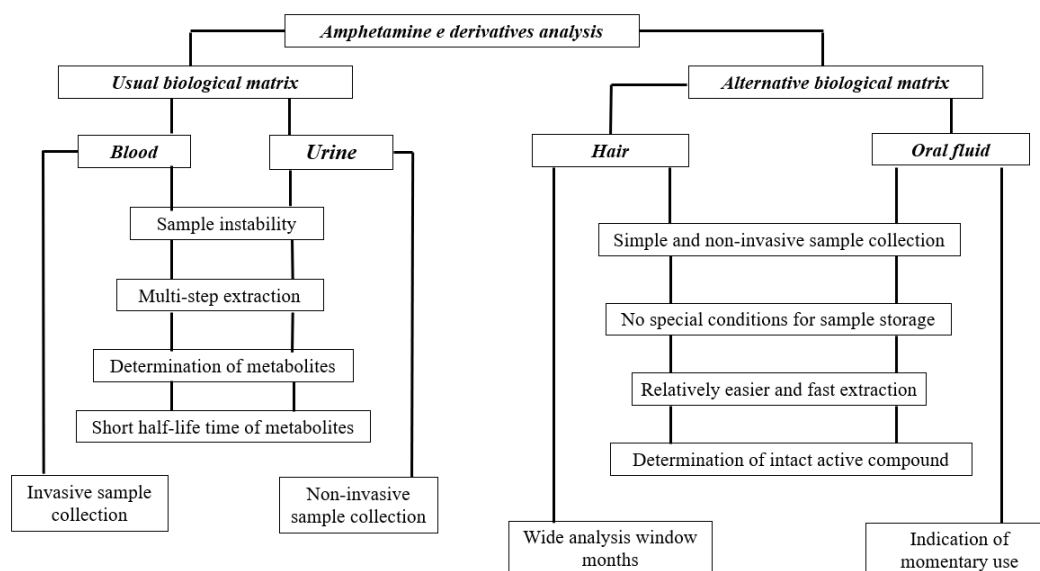 Amphetamine e derivatives analysis
Usual biological matrix
Alternative biological matrix
Blood
Urine
Hair
Oral fluid
Sample instability
Simple and non-invasive sample collection
Multi-step extraction
No special conditions for sample storage
Determination of metabolites
Relatively easier and fast extraction
Short half-life time of metabolites
Determination of intact active compound
Invasive sample
collection
Non-invasive
sample collection
Wide analysis window
months
Indication of
momentary use